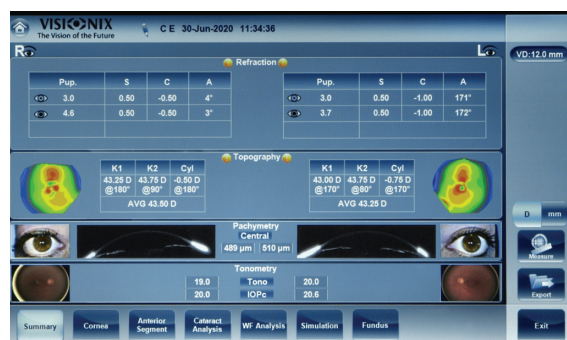 VISIONIX
The Vision of the Future
C E 30-Jun-2020 11:34:36
R L
VD:12.0 mm
Refraction
Pup. S C A
3.0 0.50 -0.50 4°
4.6 0.50 -0.50 3°
Pup. S C A
3.0 0.50 -1.00 171°
3.7 0.50 -1.00 172°
Topography
K1 K2 Cyl
43.25 D 43.75 D -0.50 D
@180° @90° @180°
AVG 43.50 D
K1 K2 Cyl
43.00 D 43.75 D -0.75 D
@170° @80° @170°
AVG 43.25 D
D mm
Pachymetry
Central
489 µm 510 µm
Measure
Tonometry
19.0 Tono 20.0
20.0 IOPc 20.6
Export
Summary
Cornea
Anterior
Segment
Cataract
Analysis
WF Analysis
Simulation
Fundus
Exit